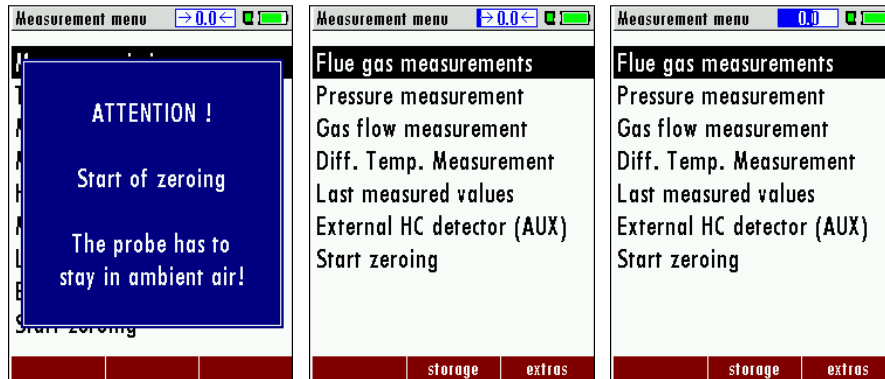 Measurement menu →0.0←
ATTENTION !
Start of zeroing
The probe has to
stay in ambient air!
Measurement menu →0.0←
Flue gas measurements
Pressure measurement
Gas flow measurement
Diff. Temp. Measurement
Last measured values
External HC detector (AUX)
Start zeroing
storage extras
Measurement menu 0.0
Flue gas measurements
Pressure measurement
Gas flow measurement
Diff. Temp. Measurement
Last measured values
External HC detector (AUX)
Start zeroing
storage extras